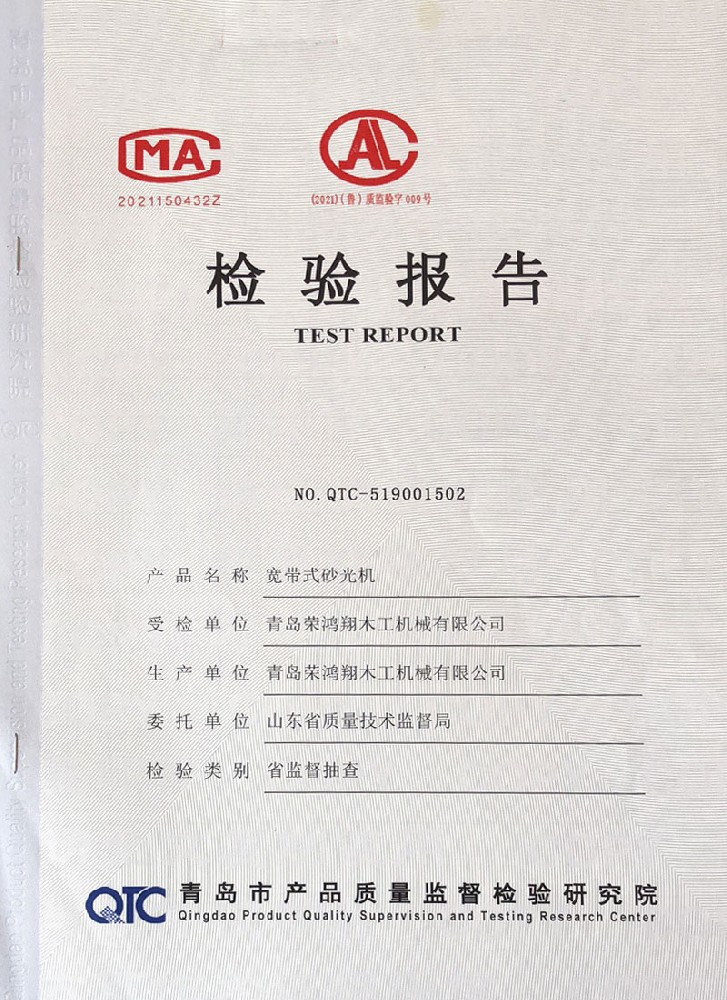 MA
2021150432Z
AL
(2021)(鲁)质监验字009号
检验报告
TEST REPORT
NO.QTC-519001502
产品名称 宽带式砂光机
受检单位 青岛荣鸿翔木工机械有限公司
生产单位 青岛荣鸿翔木工机械有限公司
委托单位 山东省质量技术监督局
检验类别 省监督抽查
QTC 青岛市产品质量监督检验研究院
Qingdao Product Quality Supervision and Testing Research Center